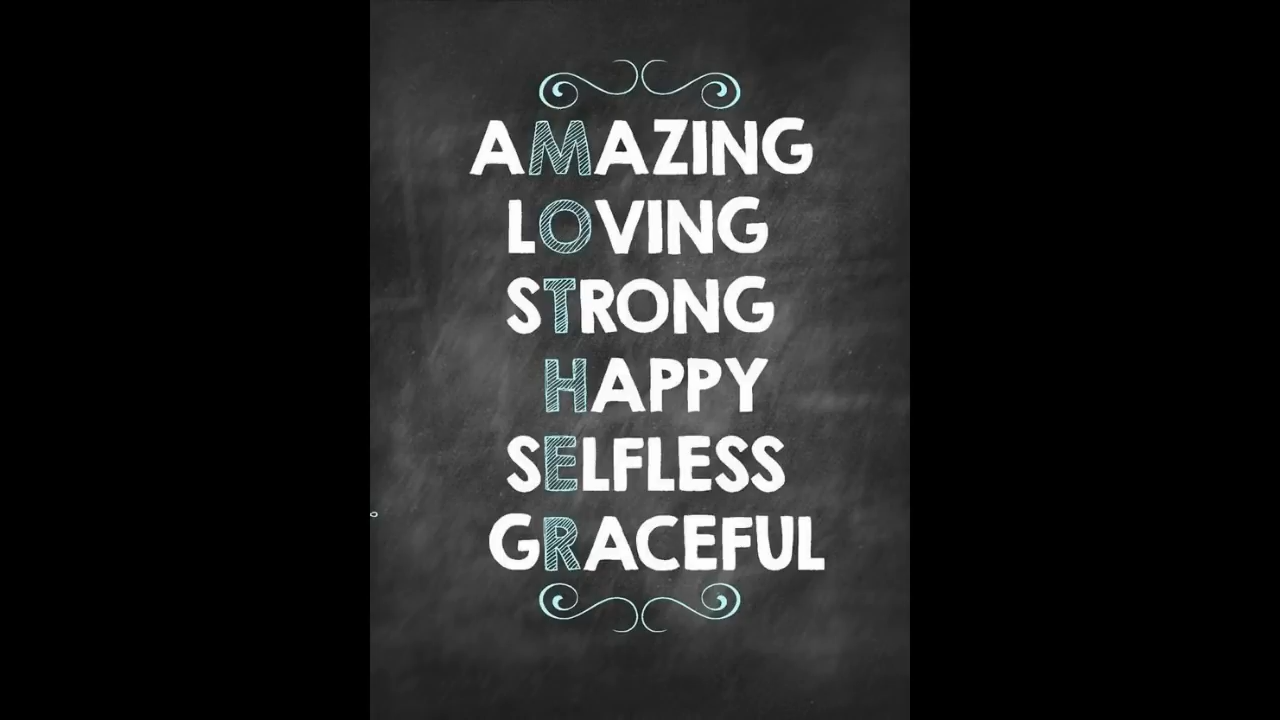 AMAZING
LOVING
STRONG
HAPPY
SELFLESS
GRACEFUL